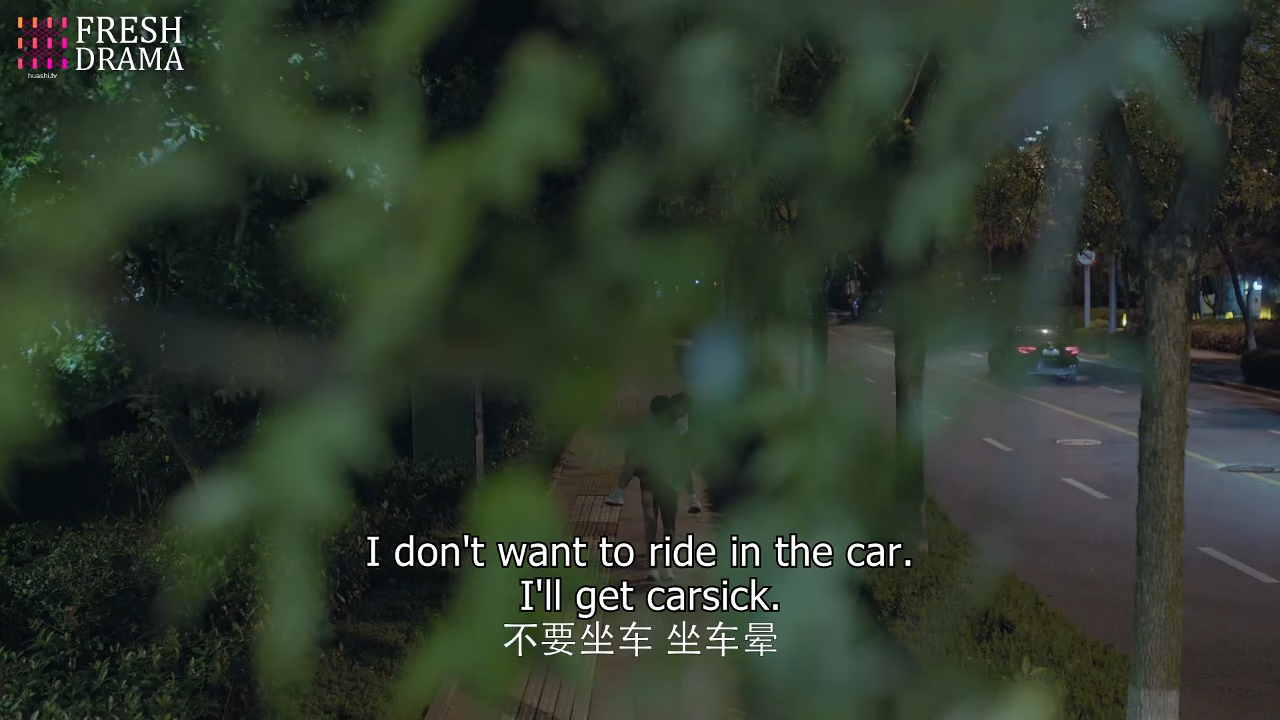 FRESH
DRAMA
huashi.tv
I don't want to ride in the car.
I'll get carsick.
不要坐车 坐车晕